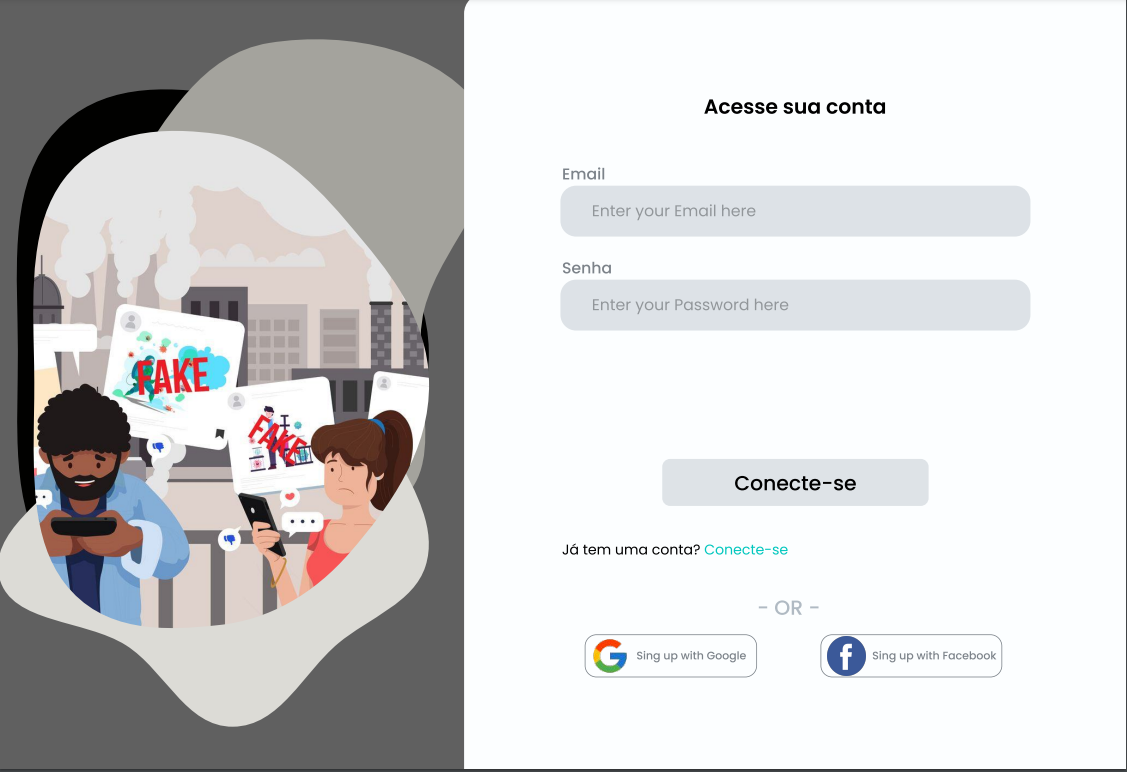 Acesse sua conta
Email
Enter your Email here
Senha
Enter your Password here
FAKE
FAKE
Conecte-se
Já tem uma conta? Conecte-se
- OR -
Sing up with Google
Sing up with Facebook